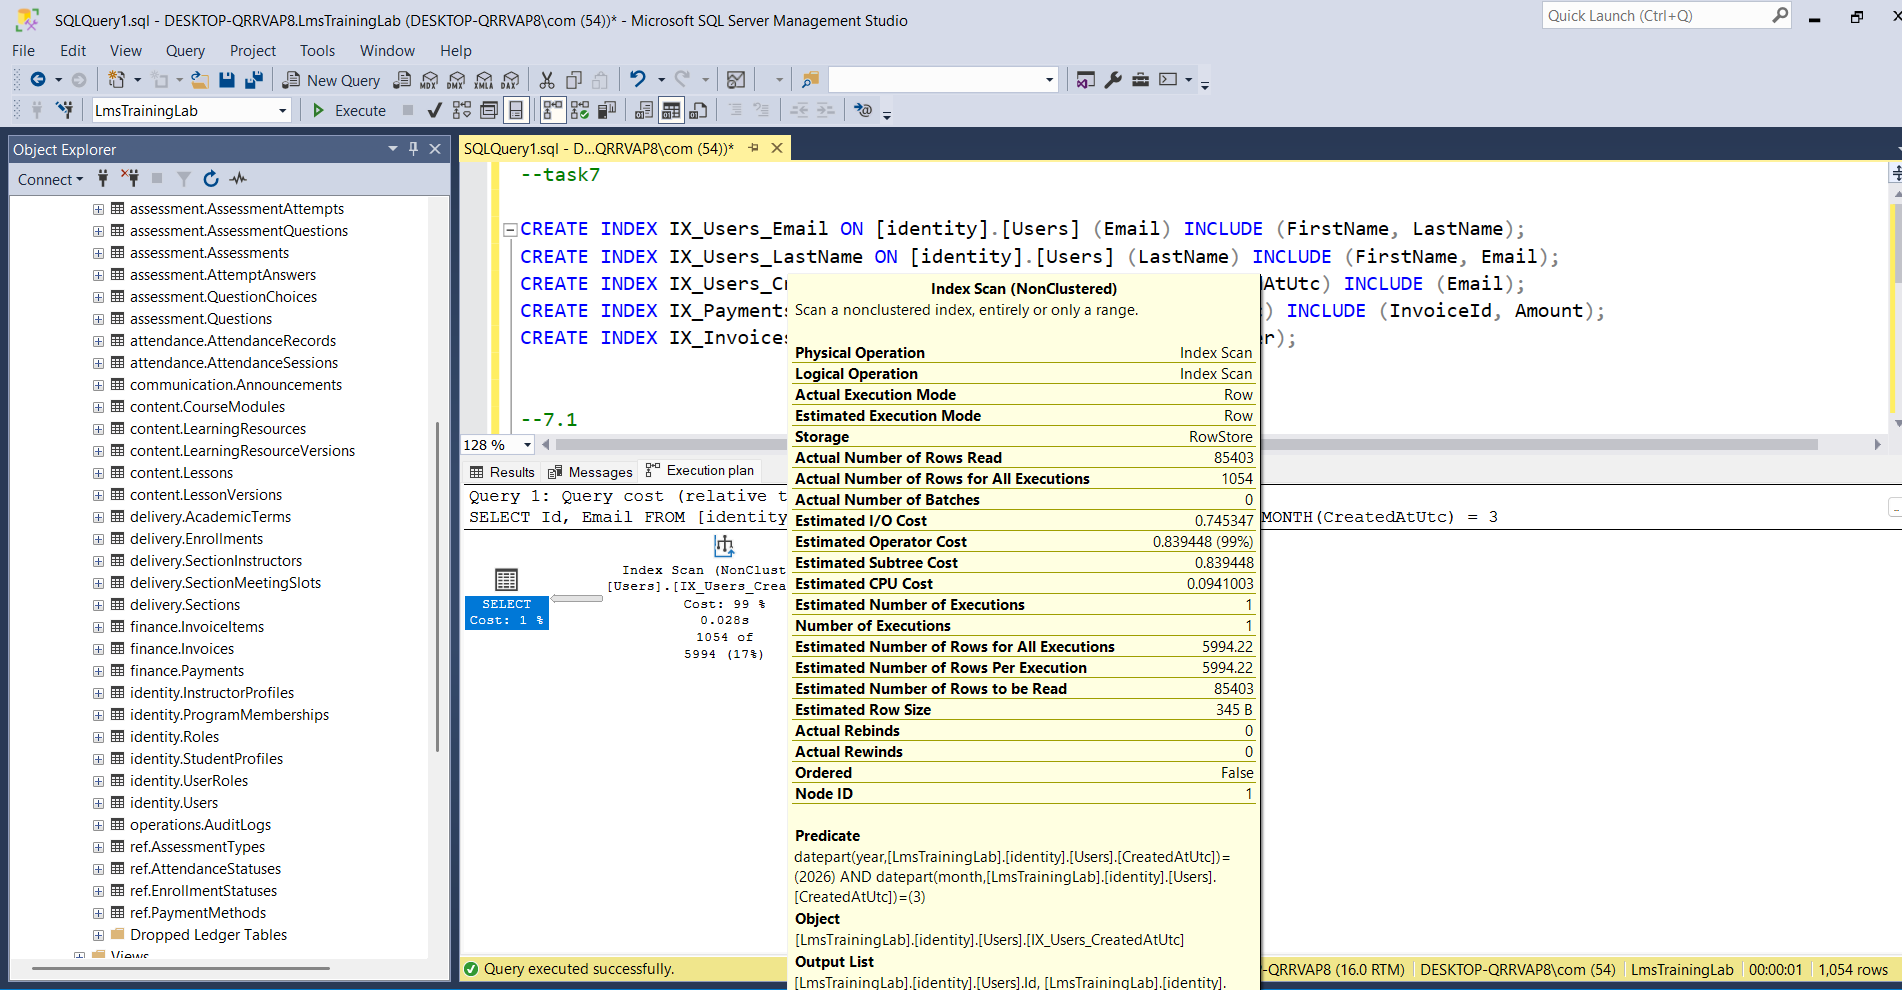 SQLQuery1.sql - DESKTOP-QRRVAP8.LmsTrainingLab (DESKTOP-QRRVAP8\com (54))* - Microsoft SQL Server Management Studio
Quick Launch (Ctrl+Q)
File Edit View Query Project Tools Window Help
New Query MDX DMX XMLA DAX
LmsTrainingLab Execute
Object Explorer
Connect
assessment.AssessmentAttempts
assessment.AssessmentQuestions
assessment.Assessments
assessment.AttemptAnswers
assessment.QuestionChoices
assessment.Questions
attendance.AttendanceRecords
attendance.AttendanceSessions
communication.Announcements
content.CourseModules
content.LearningResources
content.LearningResourceVersions
content.Lessons
content.LessonVersions
delivery.AcademicTerms
delivery.Enrollments
delivery.SectionInstructors
delivery.SectionMeetingSlots
delivery.Sections
finance.InvoiceItems
finance.Invoices
finance.Payments
identity.InstructorProfiles
identity.ProgramMemberships
identity.Roles
identity.StudentProfiles
identity.UserRoles
identity.Users
operations.AuditLogs
ref.AssessmentTypes
ref.AttendanceStatuses
ref.EnrollmentStatuses
ref.PaymentMethods
Dropped Ledger Tables
Views
SQLQuery1.sql - D...QRRVAP8\com (54))*
--task7
CREATE INDEX IX_Users_Email ON [identity].[Users] (Email) INCLUDE (FirstName, LastName);
CREATE INDEX IX_Users_LastName ON [identity].[Users] (LastName) INCLUDE (FirstName, Email);
CREATE INDEX IX_Users_Cr AtUtc) INCLUDE (Email);
CREATE INDEX IX_Payments ) INCLUDE (InvoiceId, Amount);
CREATE INDEX IX_Invoices er);
--7.1
128 %
Results Messages Execution plan
Query 1: Query cost (relative t
SELECT Id, Email FROM [identity MONTH(CreatedAtUtc) = 3
SELECT
Cost: 1 %
Index Scan (NonClust
[Users].[IX_Users_Crea
Cost: 99 %
0.028s
1054 of
5994 (17%)
Index Scan (NonClustered)
Scan a nonclustered index, entirely or only a range.
Physical Operation Index Scan
Logical Operation Index Scan
Actual Execution Mode Row
Estimated Execution Mode Row
Storage RowStore
Actual Number of Rows Read 85403
Actual Number of Rows for All Executions 1054
Actual Number of Batches 0
Estimated I/O Cost 0.745347
Estimated Operator Cost 0.839448 (99%)
Estimated Subtree Cost 0.839448
Estimated CPU Cost 0.0941003
Estimated Number of Executions 1
Number of Executions 1
Estimated Number of Rows for All Executions 5994.22
Estimated Number of Rows Per Execution 5994.22
Estimated Number of Rows to be Read 85403
Estimated Row Size 345 B
Actual Rebinds 0
Actual Rewinds 0
Ordered False
Node ID 1
Predicate
datepart(year,[LmsTrainingLab].[identity].[Users].[CreatedAtUtc])=
(2026) AND datepart(month,[LmsTrainingLab].[identity].[Users].
[CreatedAtUtc])=(3)
Object
[LmsTrainingLab].[identity].[Users].[IX_Users_CreatedAtUtc]
Output List
[LmsTrainingLab].[identity].[Users].Id, [LmsTrainingLab].[identity].
Query executed successfully.
-QRRVAP8 (16.0 RTM) DESKTOP-QRRVAP8\com (54) LmsTrainingLab 00:00:01 1,054 rows